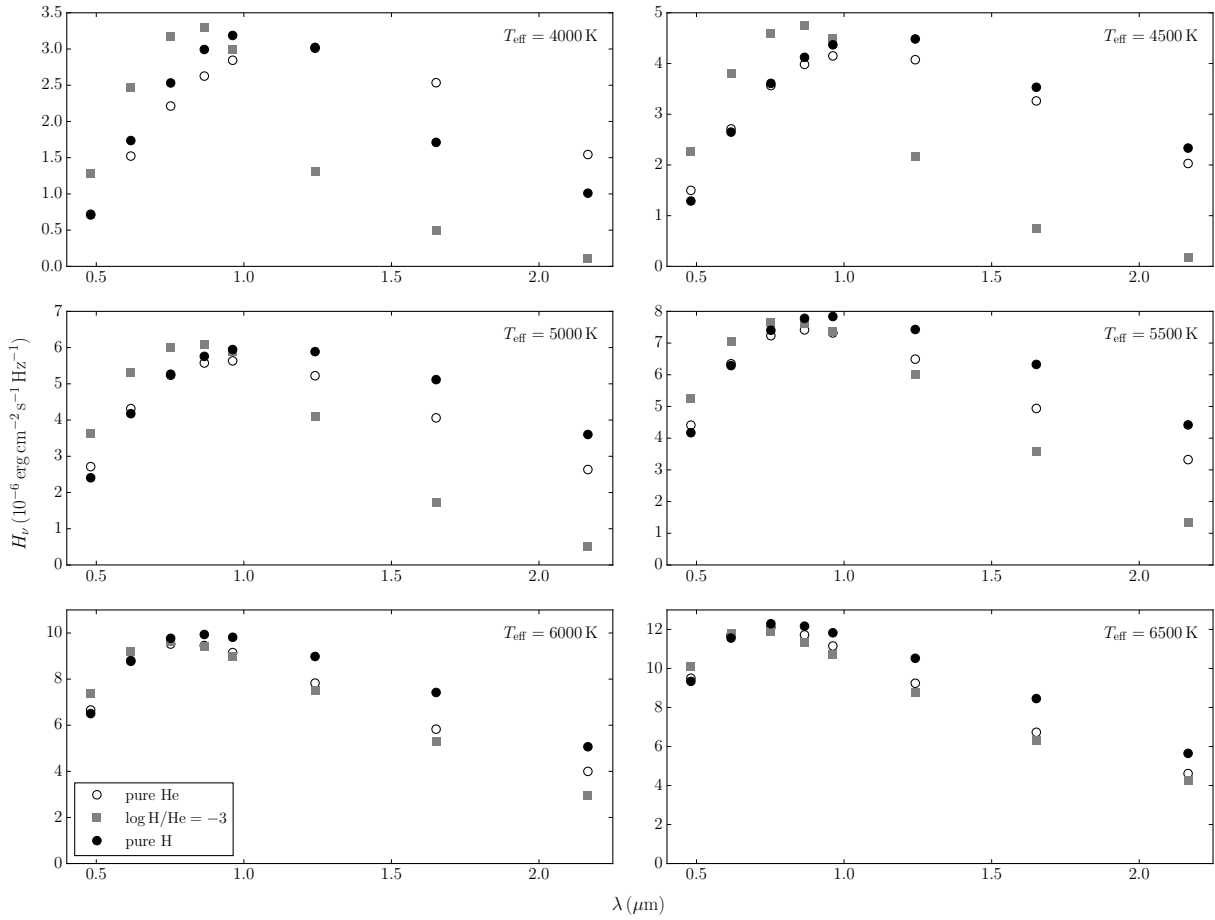 3.5
3.0
2.5
2.0
1.5
1.0
0.5
0.0
T_eff = 4000 K
0.5 1.0 1.5 2.0
5
4
3
2
1
0
T_eff = 4500 K
0.5 1.0 1.5 2.0
7
6
5
4
3
2
1
0
T_eff = 5000 K
0.5 1.0 1.5 2.0
8
7
6
5
4
3
2
1
0
T_eff = 5500 K
0.5 1.0 1.5 2.0
10
8
6
4
2
0
T_eff = 6000 K
pure He
log H/He = −3
pure H
0.5 1.0 1.5 2.0
12
10
8
6
4
2
0
T_eff = 6500 K
0.5 1.0 1.5 2.0
H_ν (10⁻⁶ erg cm⁻² s⁻¹ Hz⁻¹)
λ (μm)